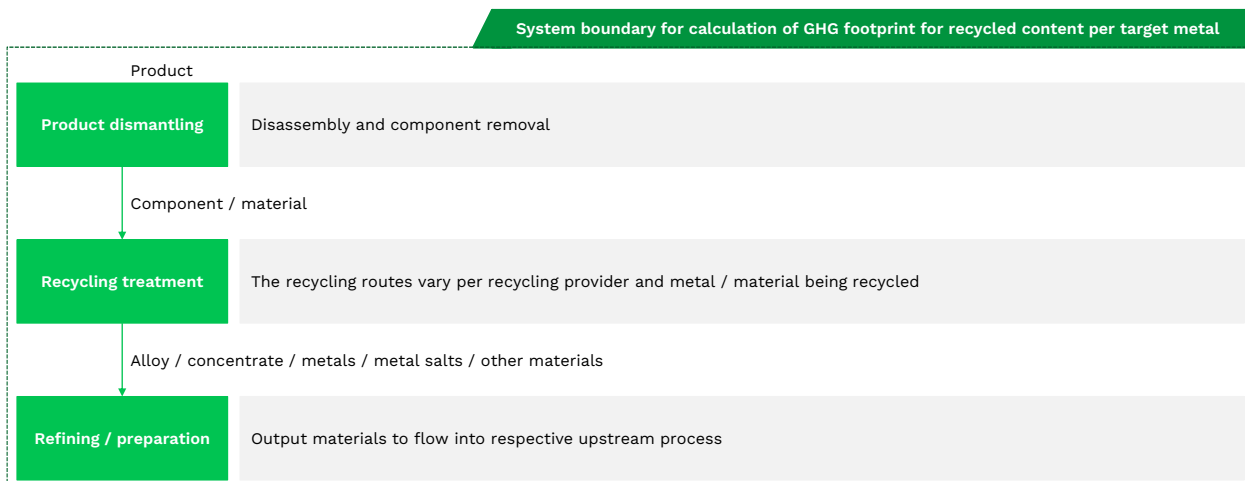 System boundary for calculation of GHG footprint for recycled content per target metal
Product
Product dismantling
Disassembly and component removal
Component / material
Recycling treatment
The recycling routes vary per recycling provider and metal / material being recycled
Alloy / concentrate / metals / metal salts / other materials
Refining / preparation
Output materials to flow into respective upstream process